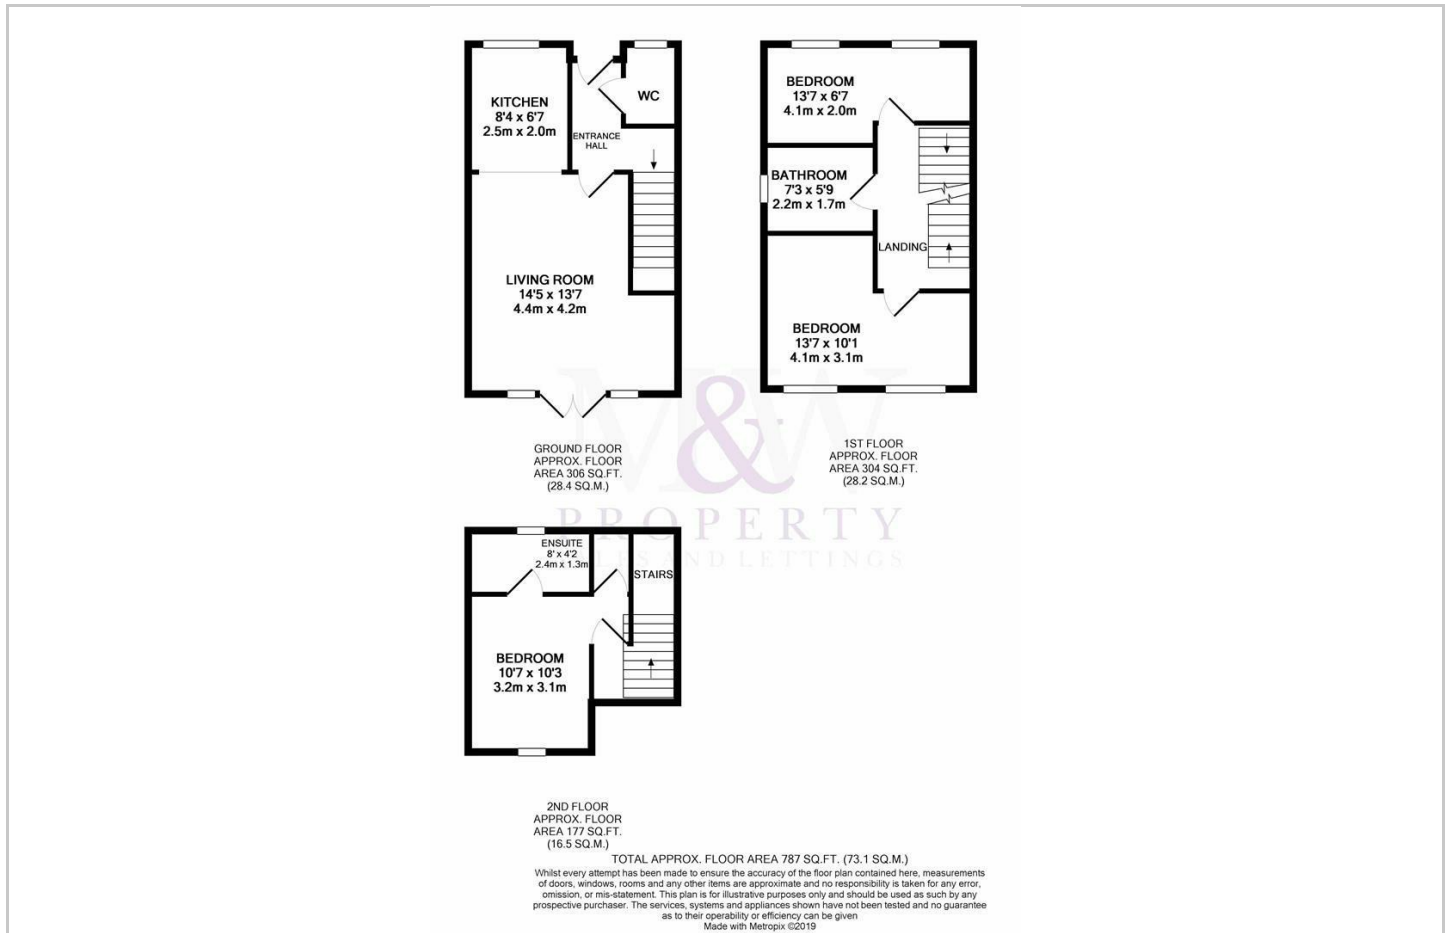 KITCHEN
8'4 x 6'7
2.5m x 2.0m
WC
ENTRANCE
HALL
LIVING ROOM
14'5 x 13'7
4.4m x 4.2m
GROUND FLOOR
APPROX. FLOOR
AREA 306 SQ.FT.
(28.4 SQ.M.)
BEDROOM
13'7 x 6'7
4.1m x 2.0m
BATHROOM
7'3 x 5'9
2.2m x 1.7m
LANDING
BEDROOM
13'7 x 10'1
4.1m x 3.1m
1ST FLOOR
APPROX. FLOOR
AREA 304 SQ.FT.
(28.2 SQ.M.)
M&W
PROPERTY
SALES AND LETTINGS
ENSUITE
8' x 4'2
2.4m x 1.3m
STAIRS
BEDROOM
10'7 x 10'3
3.2m x 3.1m
2ND FLOOR
APPROX. FLOOR
AREA 177 SQ.FT.
(16.5 SQ.M.)
TOTAL APPROX. FLOOR AREA 787 SQ.FT. (73.1 SQ.M.)
Whilst every attempt has been made to ensure the accuracy of the floor plan contained here, measurements
of doors, windows, rooms and any other items are approximate and no responsibility is taken for any error,
omission, or mis-statement. This plan is for illustrative purposes only and should be used as such by any
prospective purchaser. The services, systems and appliances shown have not been tested and no guarantee
as to their operability or efficiency can be given
Made with Metropix ©2019